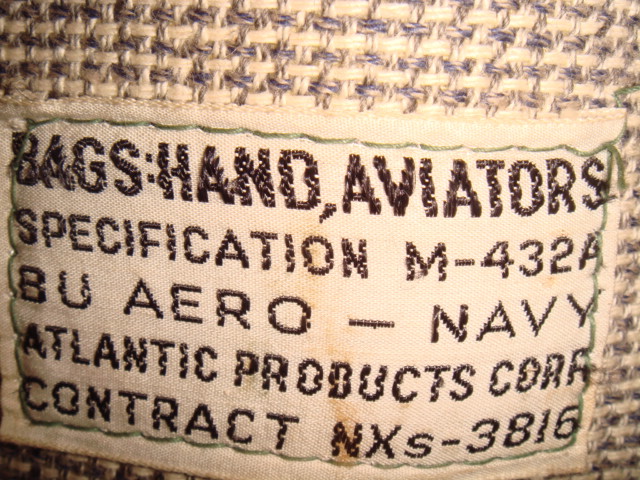 BAGS:HAND, AVIATORS
SPECIFICATION M-432A
BU AERO — NAVY
ATLANTIC PRODUCTS CORP
CONTRACT NXs-3816